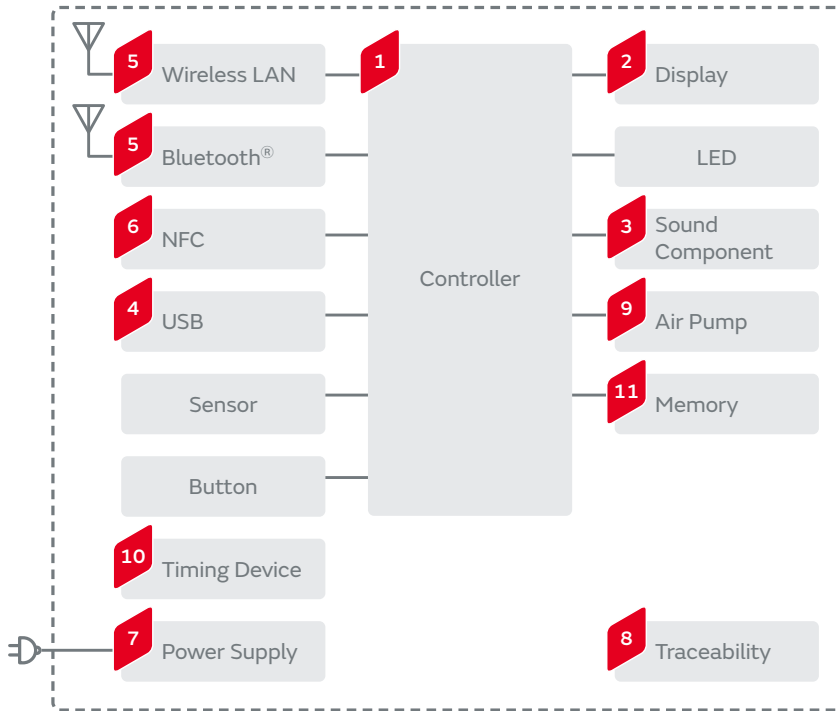 5
Wireless LAN
1
2
Display
5
Bluetooth®
LED
6
NFC
3
Sound
Component
Controller
4
USB
9
Air Pump
Sensor
11
Memory
Button
10
Timing Device
7
Power Supply
8
Traceability